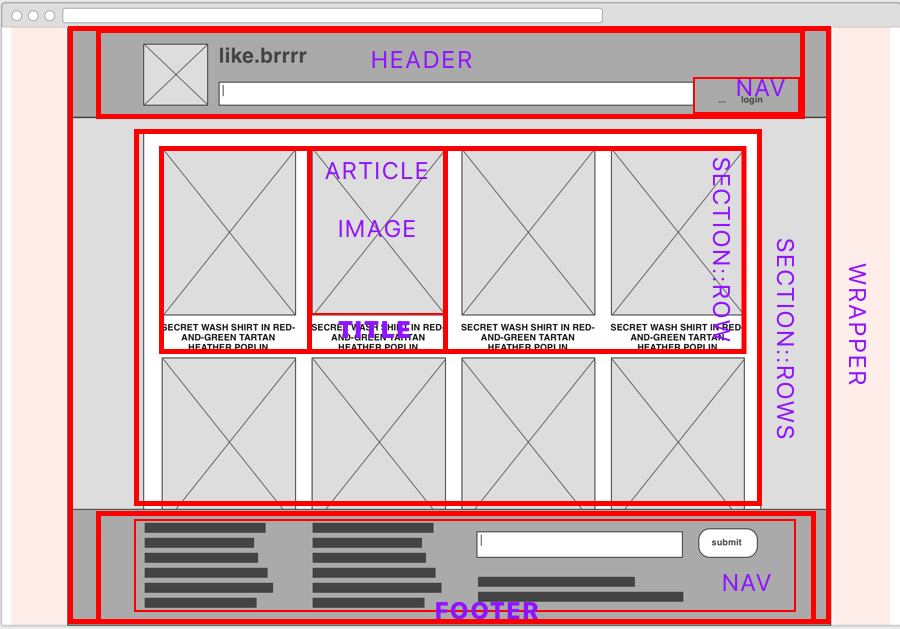 like.brrrr
HEADER
NAV
... login
ARTICLE
IMAGE
SECTION::ROW
SECTION::ROWS
WRAPPER
SECRET WASH SHIRT IN RED-
AND-GREEN TARTAN
HEATHER POPLIN
SECRET WASH SHIRT IN RED-
AND-GREEN TARTAN
HEATHER POPLIN
TITLE
SECRET WASH SHIRT IN RED-
AND-GREEN TARTAN
HEATHER POPLIN
SECRET WASH SHIRT IN RED-
AND-GREEN TARTAN
HEATHER POPLIN
submit
NAV
FOOTER